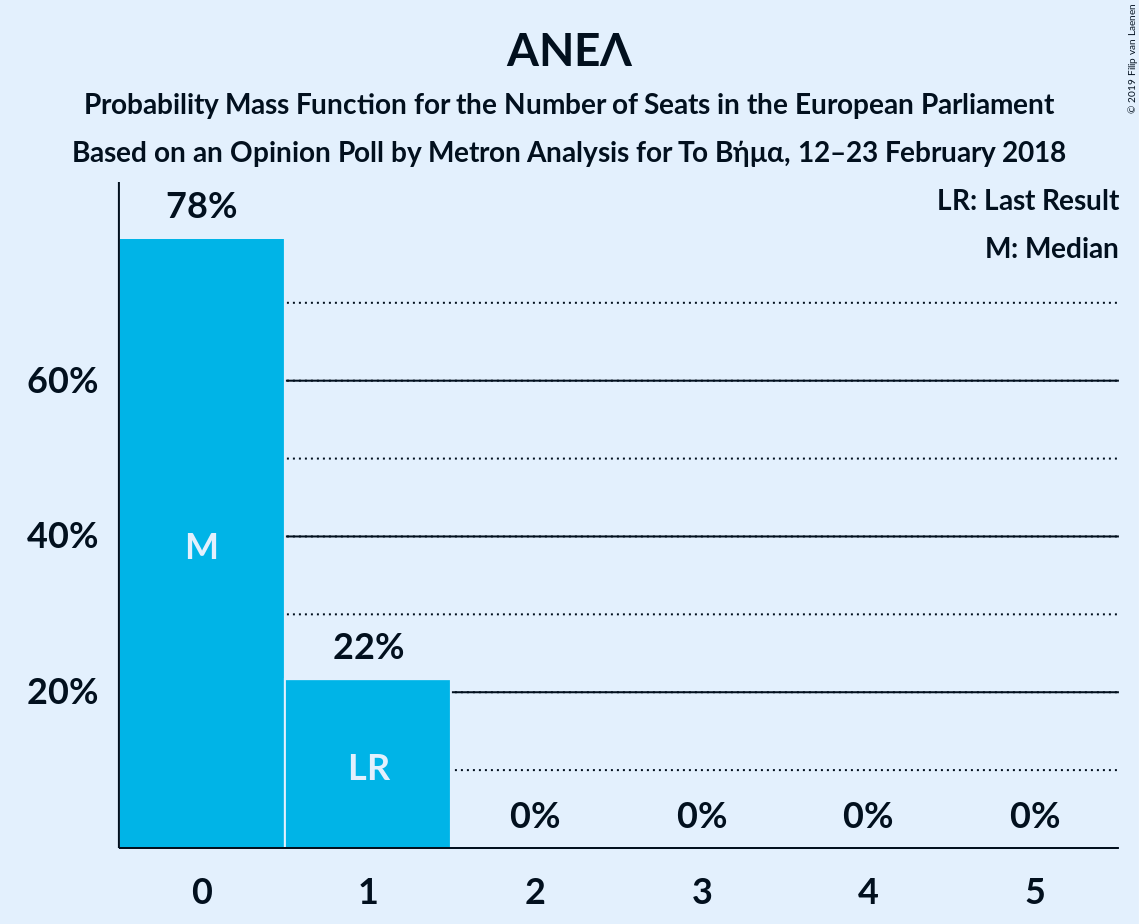 ΑΝΕΛ
Probability Mass Function for the Number of Seats in the European Parliament
Based on an Opinion Poll by Metron Analysis for Το Βήμα, 12–23 February 2018
© 2019 Filip van Laenen
LR: Last Result
M: Median
78%
60%
40%
20%
M
22%
LR
0%
0%
0%
0%
0 1 2 3 4 5